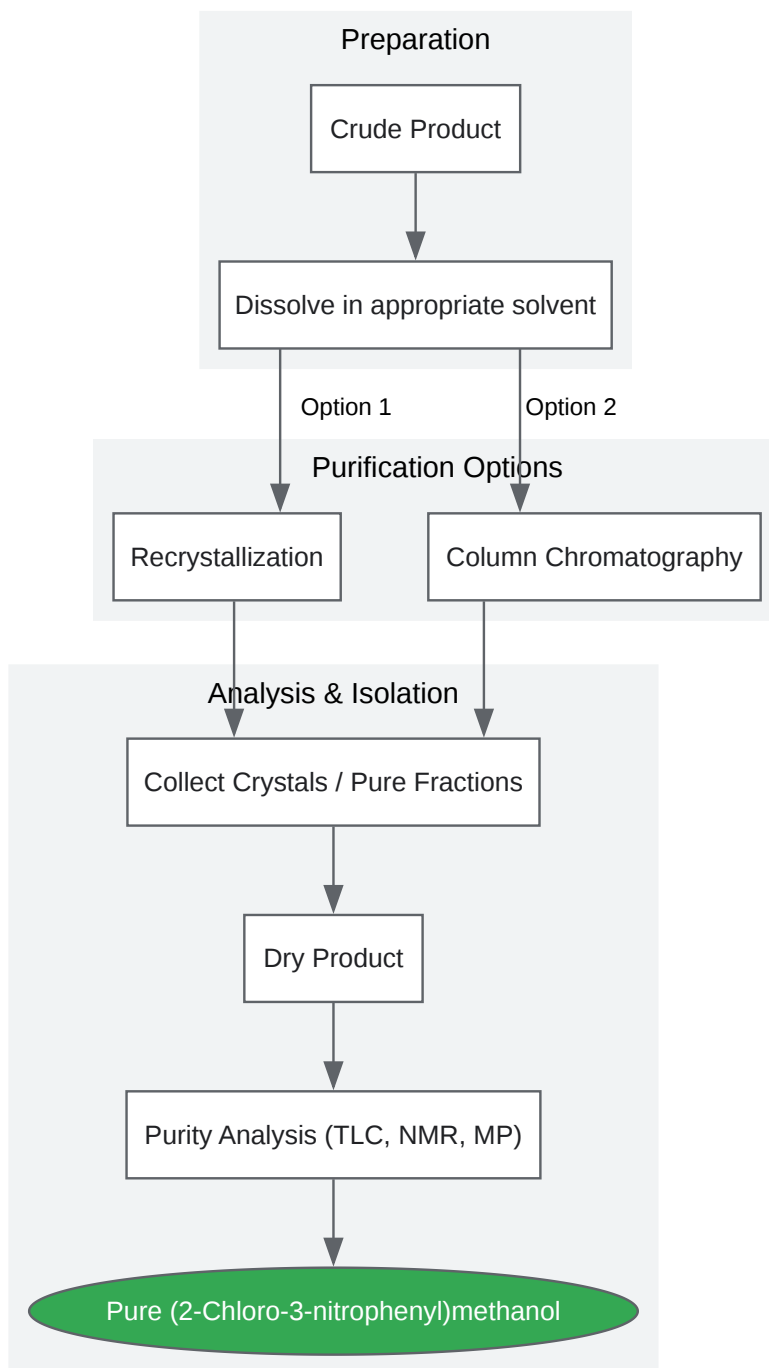 Preparation
Crude Product
Dissolve in appropriate solvent
Option 1
Option 2
Purification Options
Recrystallization
Column Chromatography
Analysis & Isolation
Collect Crystals / Pure Fractions
Dry Product
Purity Analysis (TLC, NMR, MP)
Pure (2-Chloro-3-nitrophenyl)methanol